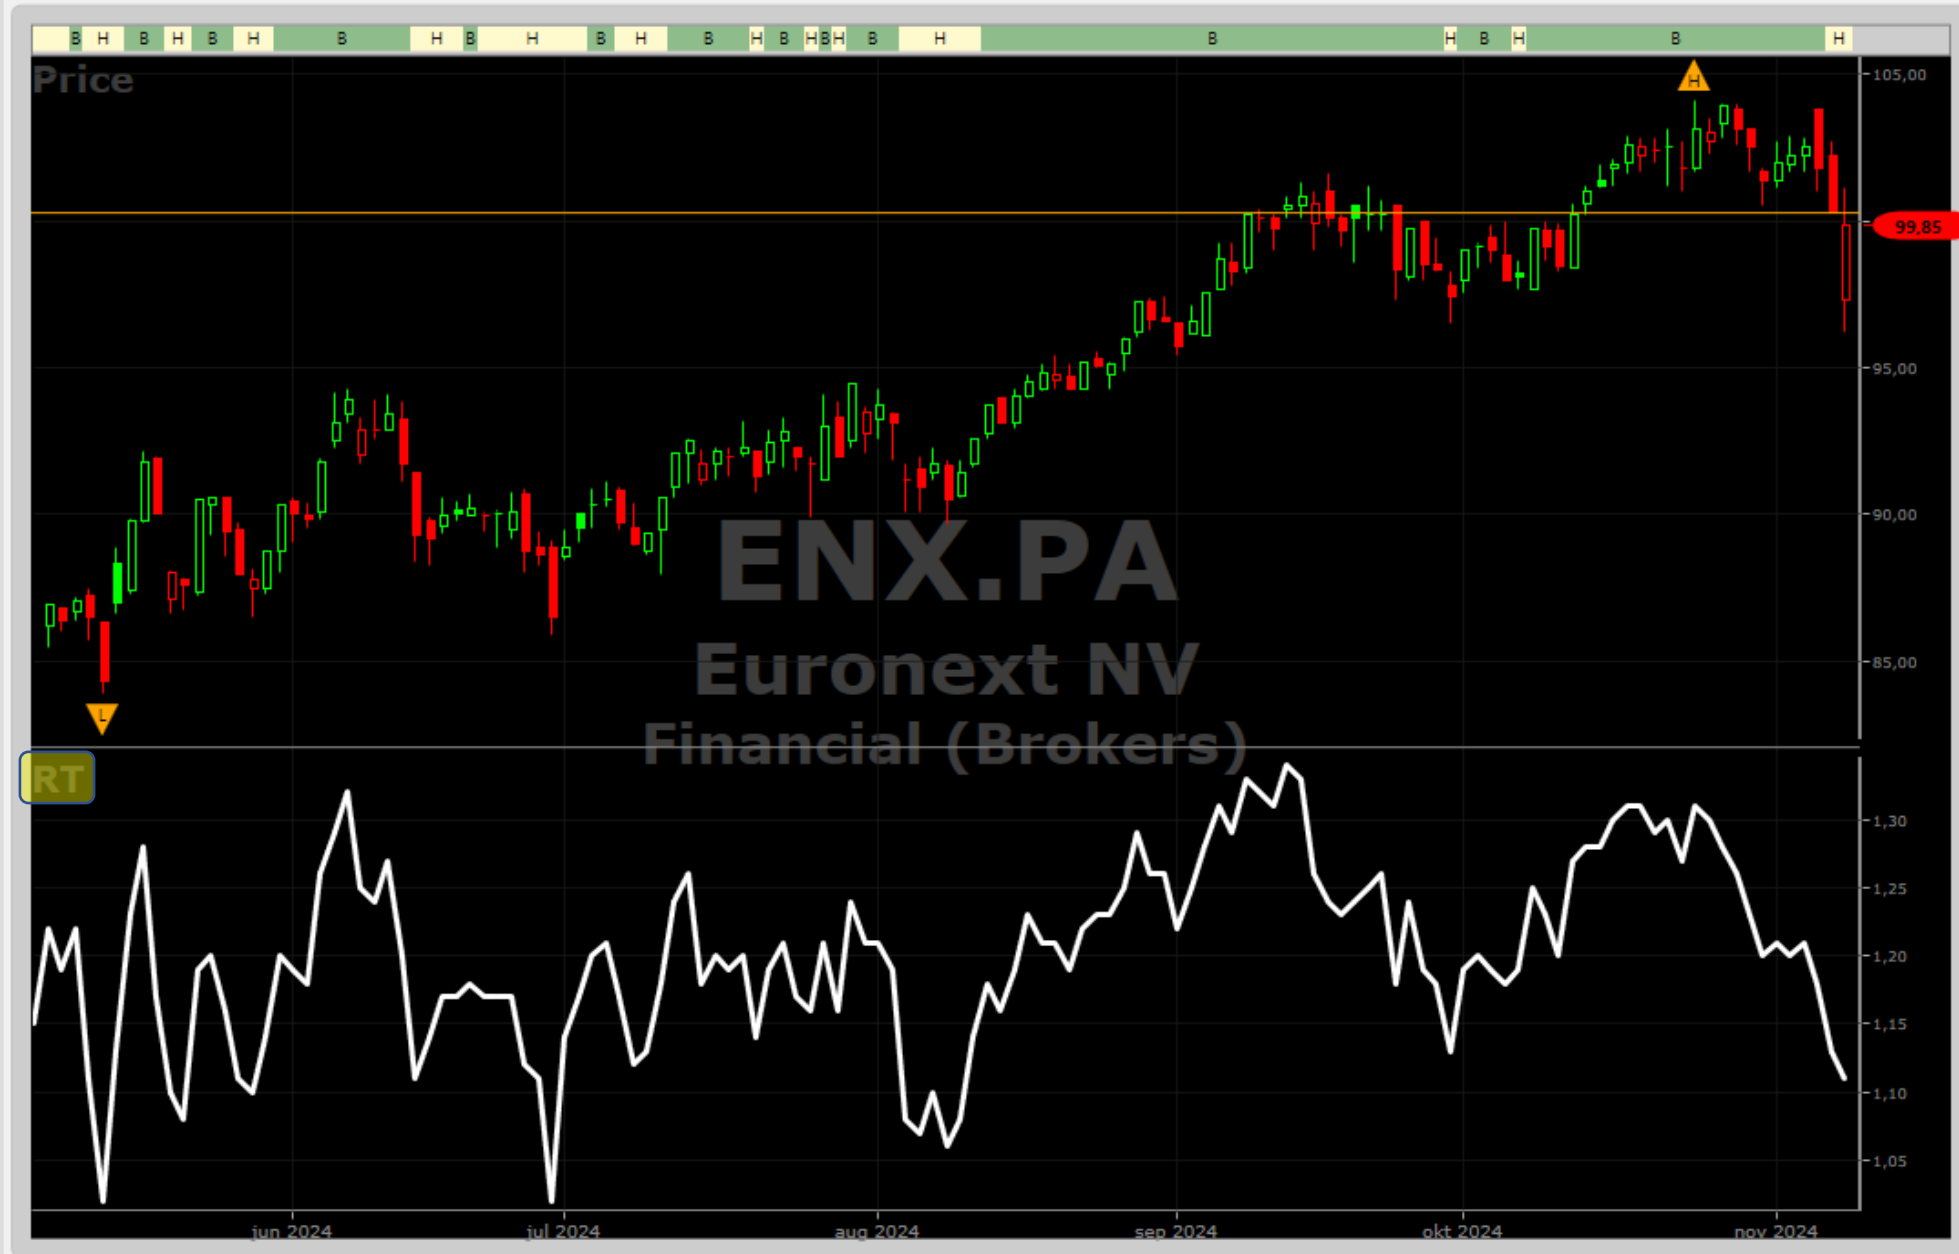 B H B H B H B H B H B H B H B H B H B H B H B H B H
Price
H
105,00
99,85
95,00
90,00
85,00
ENX.PA
Euronext NV
Financial (Brokers)
L
RT
1,30
1,25
1,20
1,15
1,10
1,05
jun 2024 jul 2024 aug 2024 sep 2024 okt 2024 nov 2024